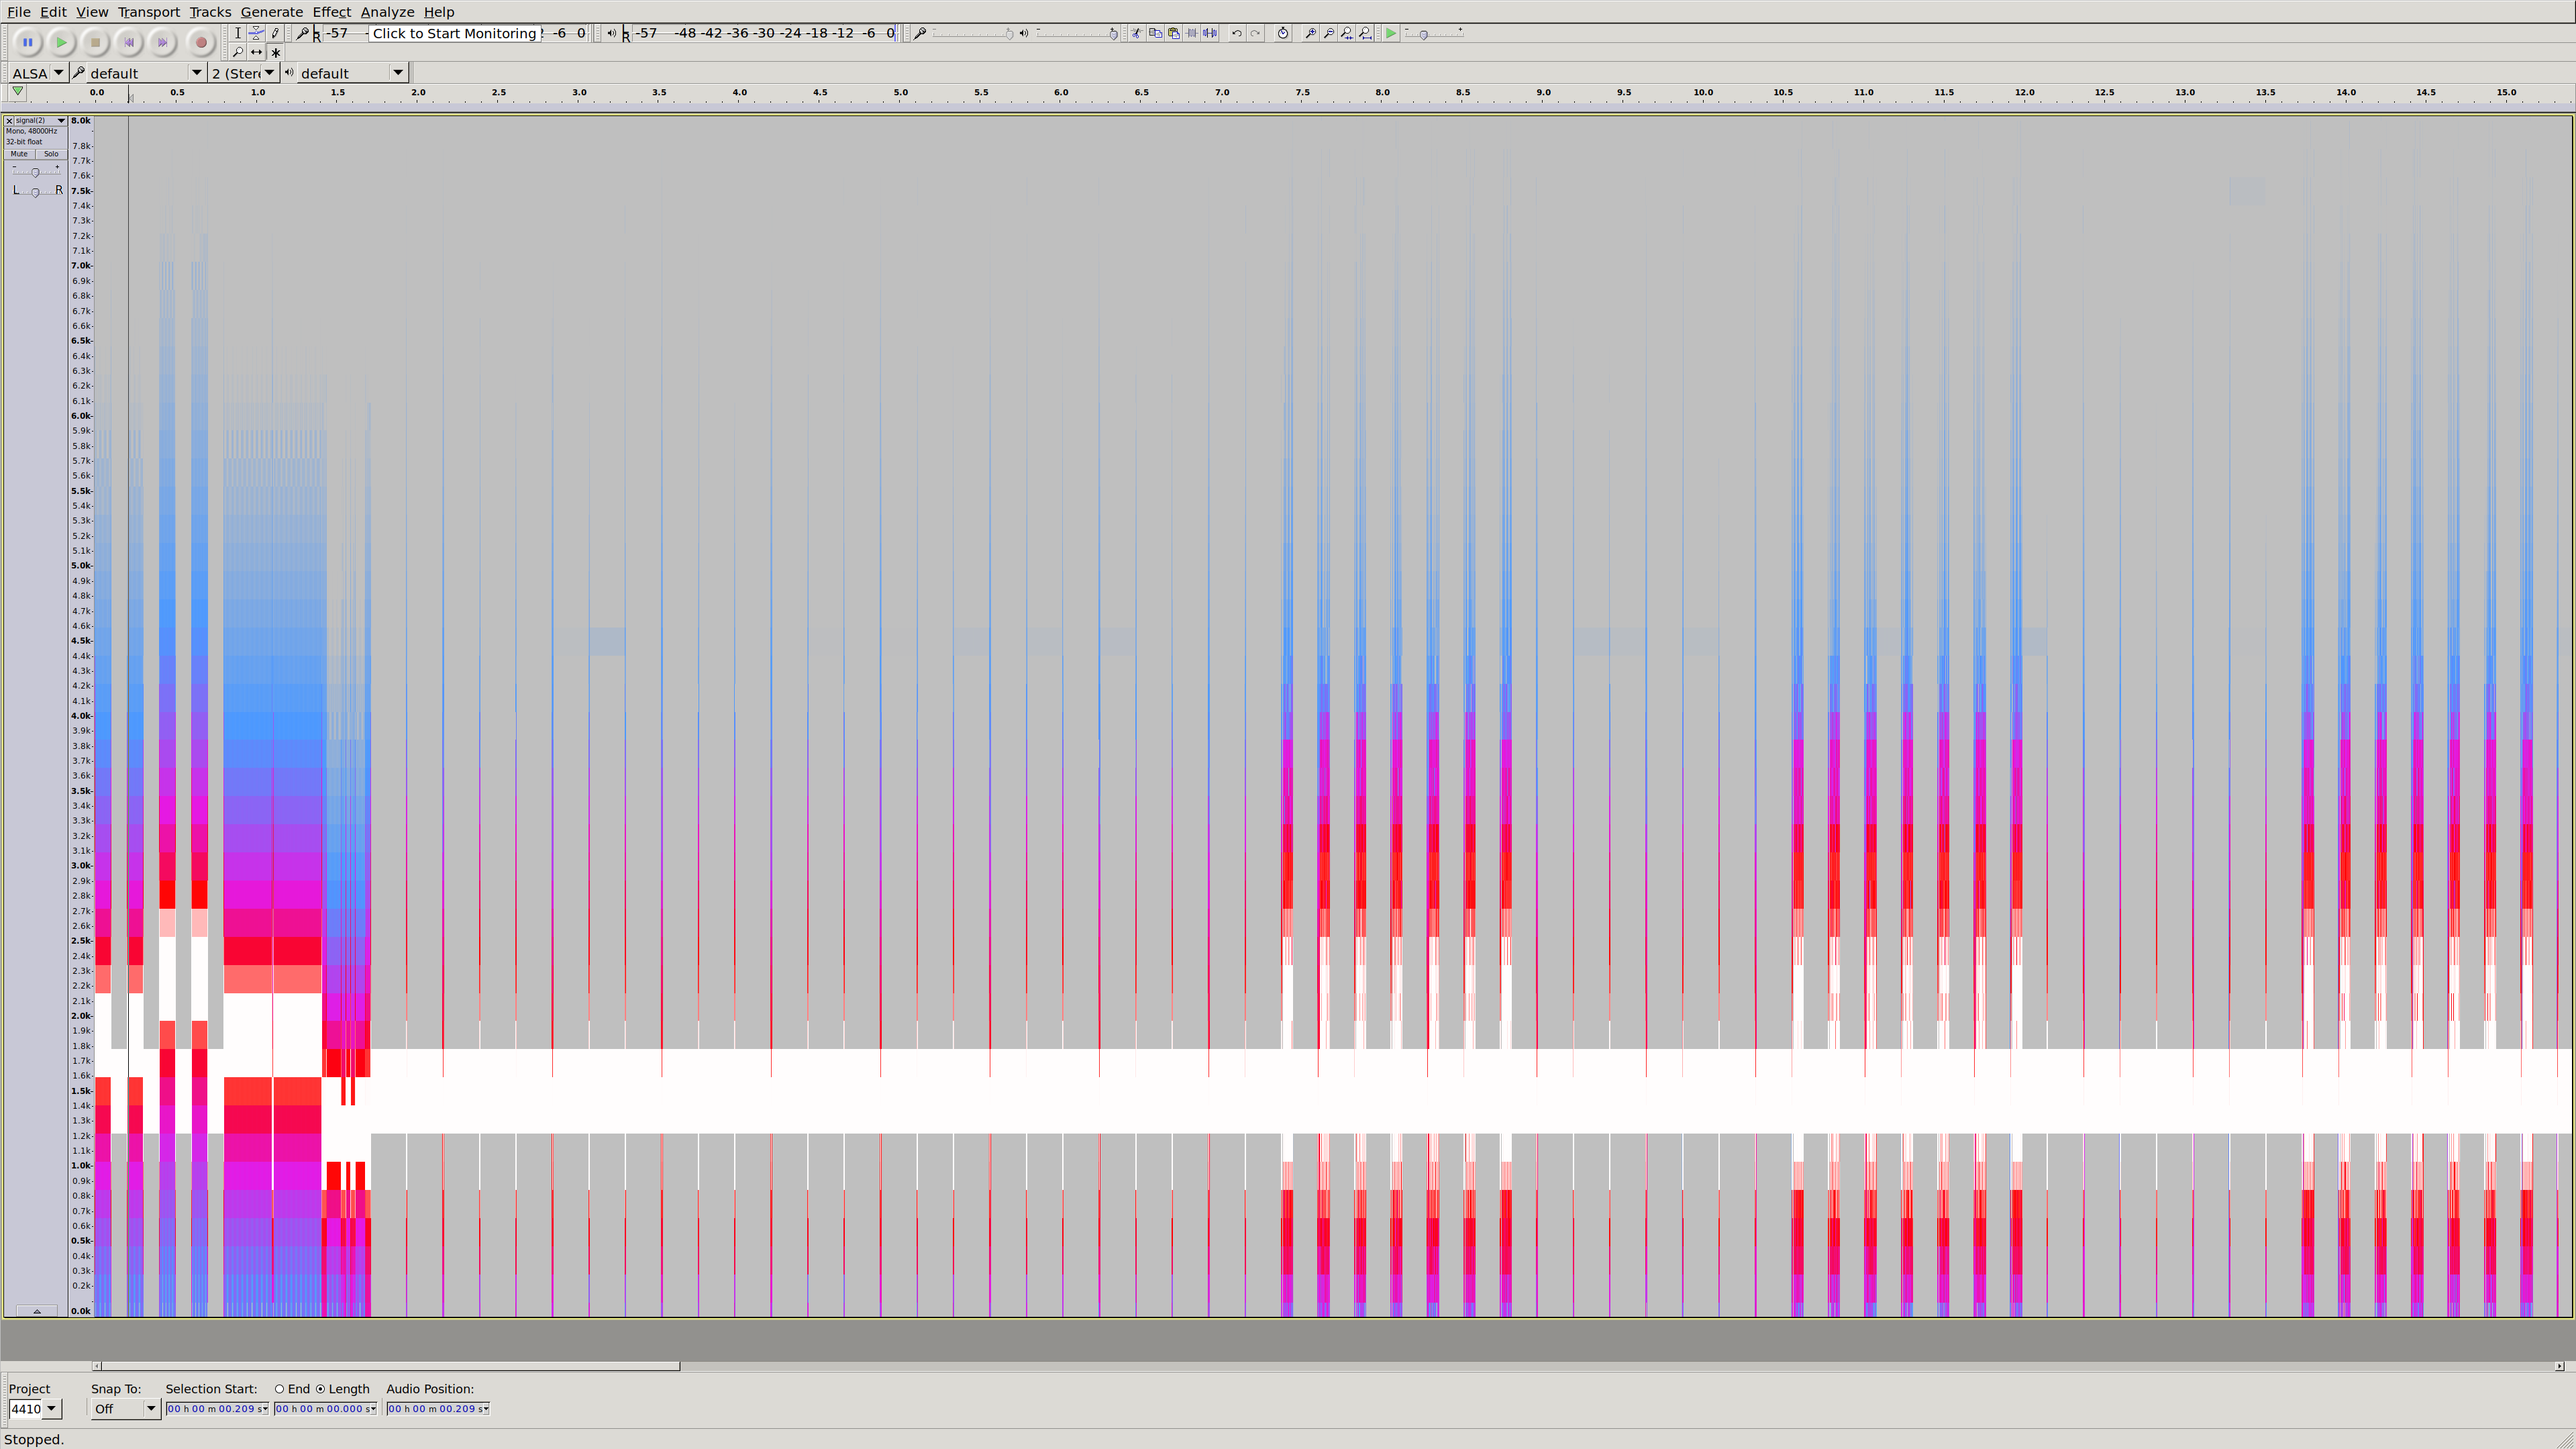 File Edit View Transport Tracks Generate Effect Analyze Help
R -57 - Click to Start Monitoring -6 0 R -57 -48 -42 -36 -30 -24 -18 -12 -6 0 - + - + - +
ALSA default 2 (Ster default
0.0 0.5 1.0 1.5 2.0 2.5 3.0 3.5 4.0 4.5 5.0 5.5 6.0 6.5 7.0 7.5 8.0 8.5 9.0 9.5 10.0 10.5 11.0 11.5 12.0 12.5 13.0 13.5 14.0 14.5 15.0
signal(2)
Mono, 48000Hz
32-bit float
Mute Solo
- +
L R
8.0k
7.8k
7.7k
7.6k
7.5k
7.4k
7.3k
7.2k
7.1k
7.0k
6.9k
6.8k
6.7k
6.6k
6.5k
6.4k
6.3k
6.2k
6.1k
6.0k
5.9k
5.8k
5.7k
5.6k
5.5k
5.4k
5.3k
5.2k
5.1k
5.0k
4.9k
4.8k
4.7k
4.6k
4.5k
4.4k
4.3k
4.2k
4.1k
4.0k
3.9k
3.8k
3.7k
3.6k
3.5k
3.4k
3.3k
3.2k
3.1k
3.0k
2.9k
2.8k
2.7k
2.6k
2.5k
2.4k
2.3k
2.2k
2.1k
2.0k
1.9k
1.8k
1.7k
1.6k
1.5k
1.4k
1.3k
1.2k
1.1k
1.0k
0.9k
0.8k
0.7k
0.6k
0.5k
0.4k
0.3k
0.2k
0.0k
Project Snap To: Selection Start: End Length Audio Position:
4410 Off 00 h 00 m 00.209 s 00 h 00 m 00.000 s 00 h 00 m 00.209 s
Stopped.